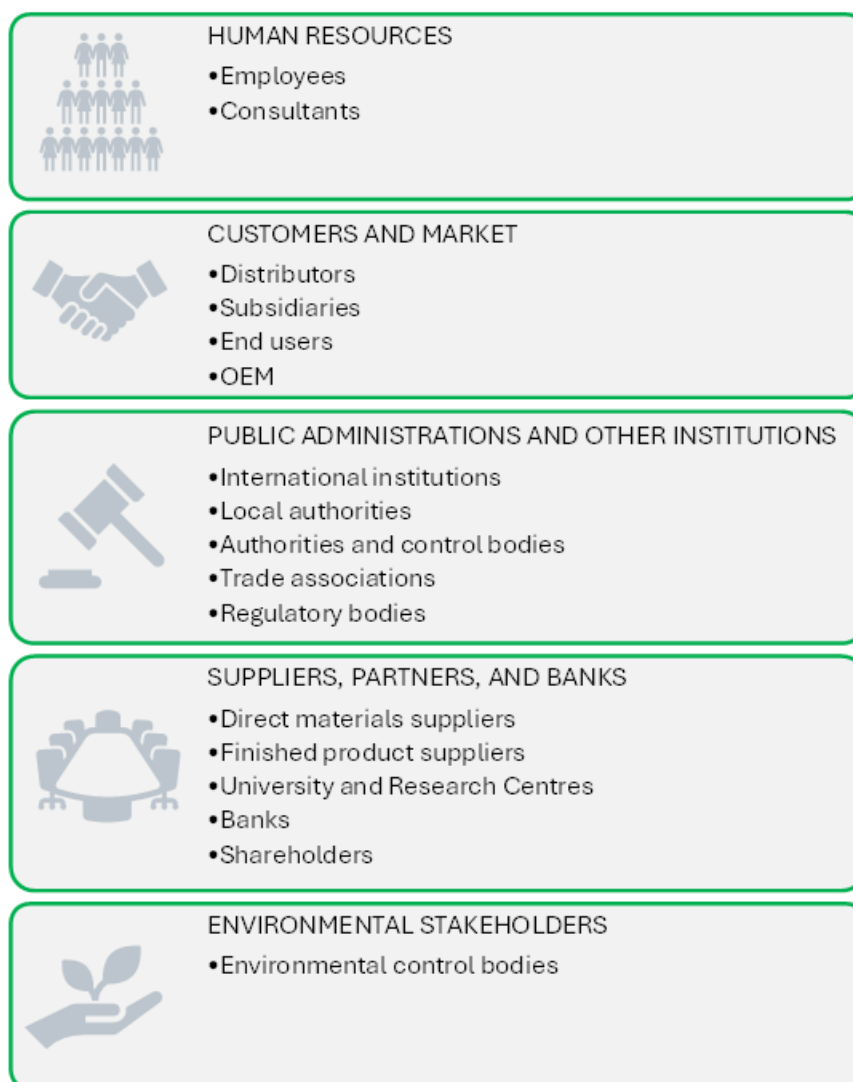 HUMAN RESOURCES
•Employees
•Consultants
CUSTOMERS AND MARKET
•Distributors
•Subsidiaries
•End users
•OEM
PUBLIC ADMINISTRATIONS AND OTHER INSTITUTIONS
•International institutions
•Local authorities
•Authorities and control bodies
•Trade associations
•Regulatory bodies
SUPPLIERS, PARTNERS, AND BANKS
•Direct materials suppliers
•Finished product suppliers
•University and Research Centres
•Banks
•Shareholders
ENVIRONMENTAL STAKEHOLDERS
•Environmental control bodies